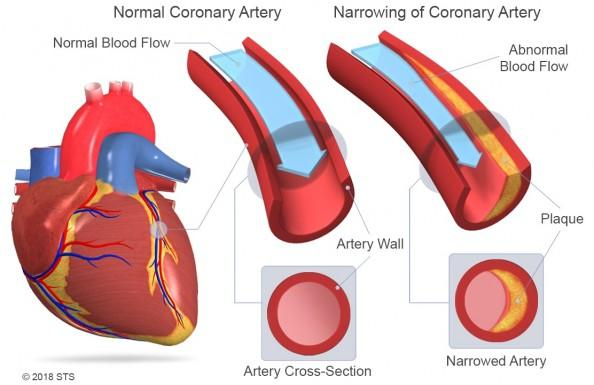 Normal Coronary Artery
Narrowing of Coronary Artery
Normal Blood Flow
Abnormal
Blood Flow
Artery Wall
Plaque
Artery Cross-Section
Narrowed Artery
© 2018 STS